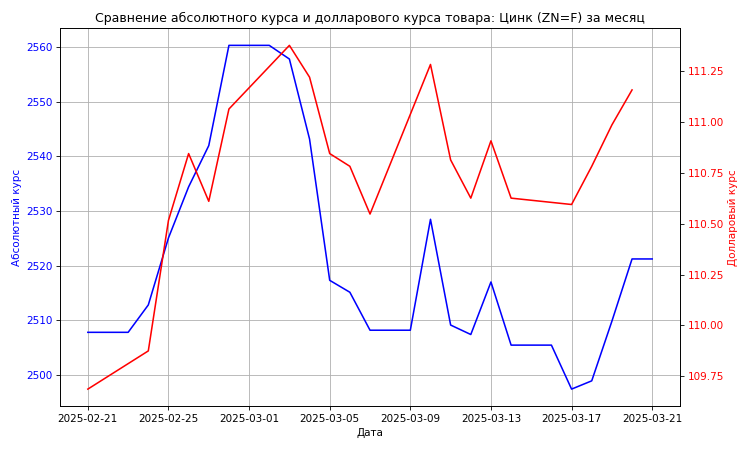 Сравнение абсолютного курса и долларового курса товара: Цинк (ZN=F) за месяц
Абсолютный курс
2560
2550
2540
2530
2520
2510
2500
111.25
111.00
110.75
110.50
110.25
110.00
109.75
Долларовый курс
2025-02-21 2025-02-25 2025-03-01 2025-03-05 2025-03-09 2025-03-13 2025-03-17 2025-03-21
Дата